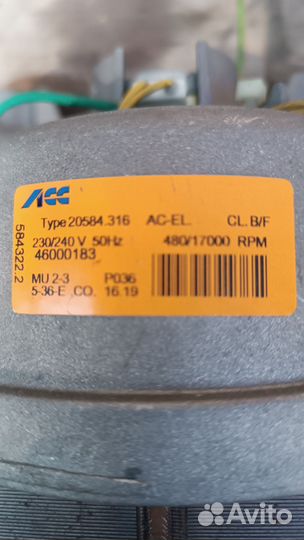 ACC
Type 20584.316 AC-EL. CL.B/F
230/240 V 50Hz 480/17000 RPM
46000183
MU 2-3 P036
5-36-E ,CO. 16.19
584322.2
Avito